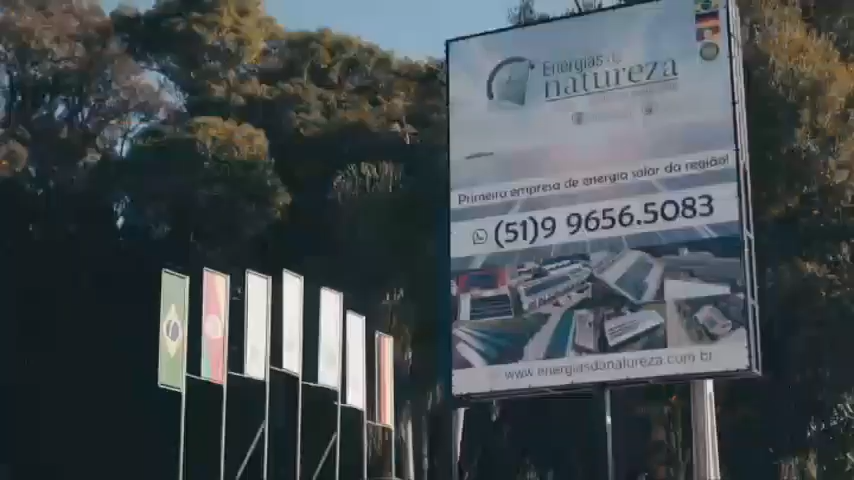 Energias da
natureza
Primeira empresa de energia solar da região!
(51)9 9656.5083
www.energiasdanatureza.com.br